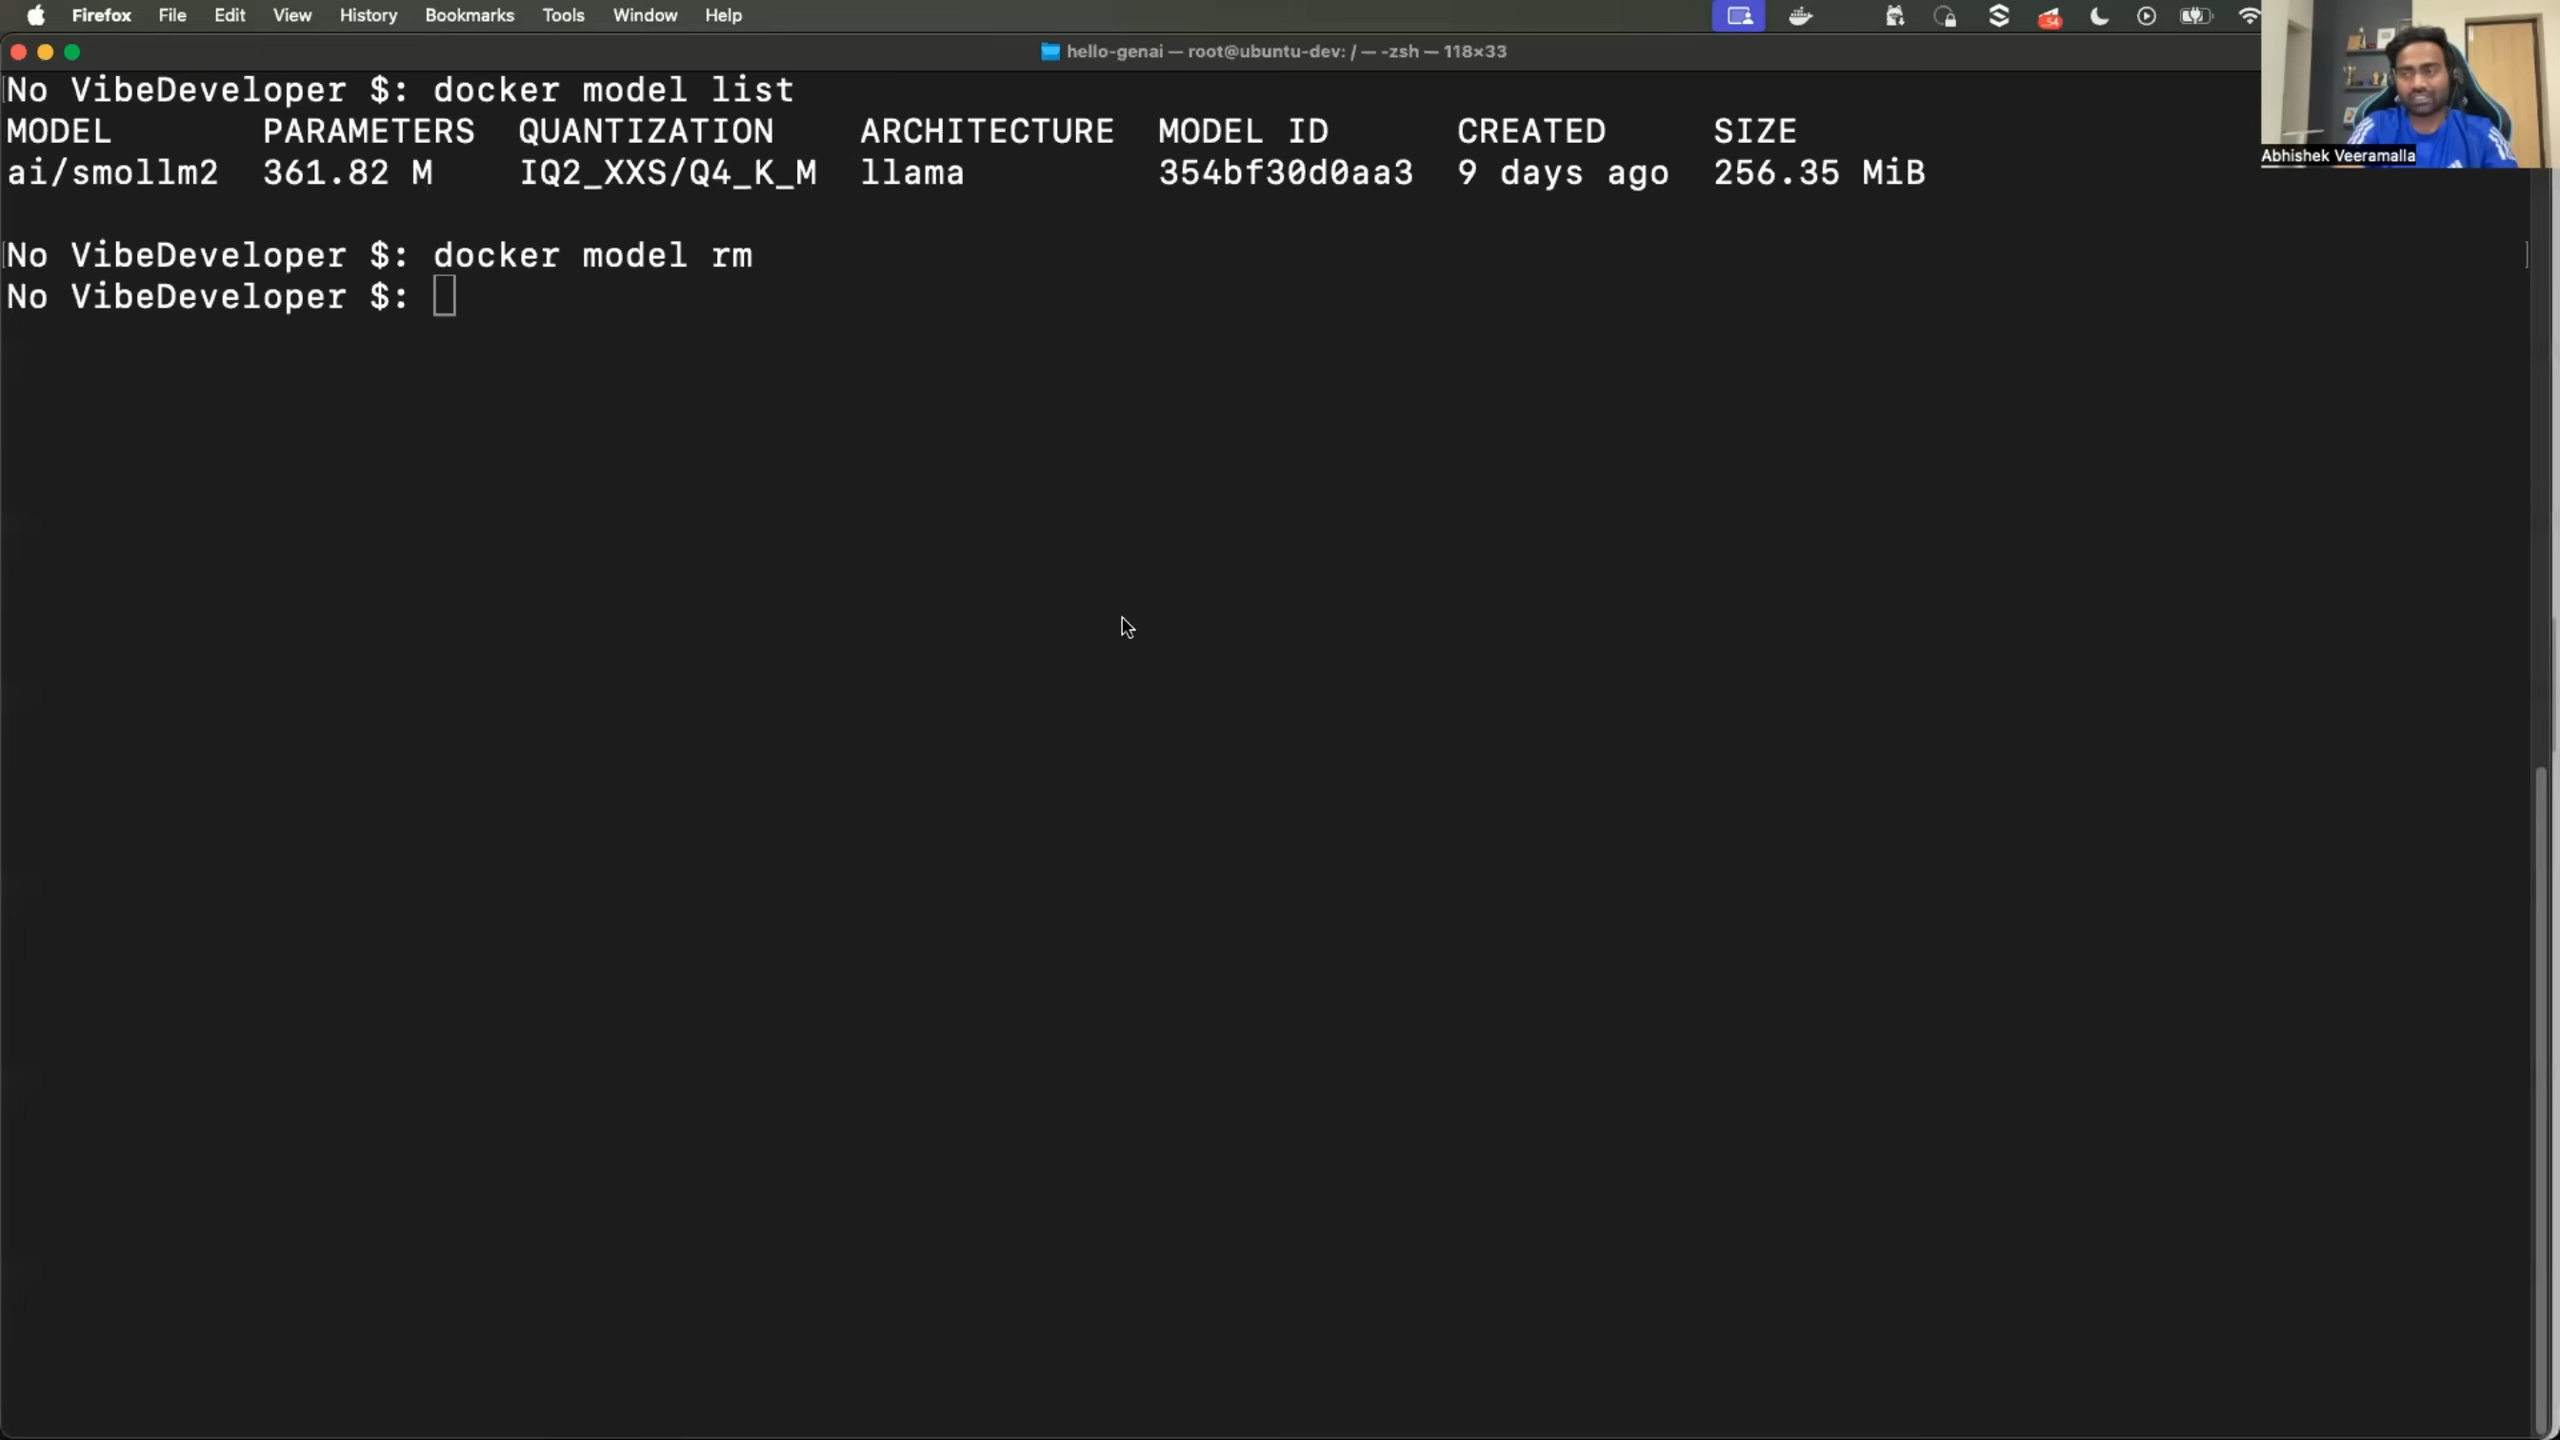 Firefox File Edit View History Bookmarks Tools Window Help
54
hello-genai — root@ubuntu-dev: / — -zsh — 118×33
No VibeDeveloper $: docker model list
MODEL PARAMETERS QUANTIZATION ARCHITECTURE MODEL ID CREATED SIZE
ai/smollm2 361.82 M IQ2_XXS/Q4_K_M llama 354bf30d0aa3 9 days ago 256.35 MiB
Abhishek Veeramalla
No VibeDeveloper $: docker model rm
No VibeDeveloper $: